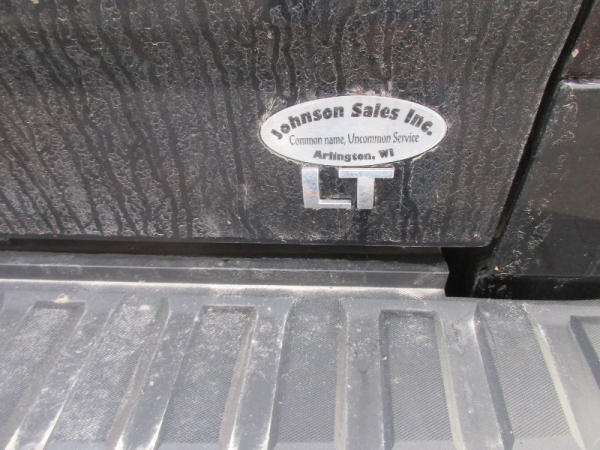 Johnson Sales Inc.
Common name, Uncommon Service
Arlington, WI
LT